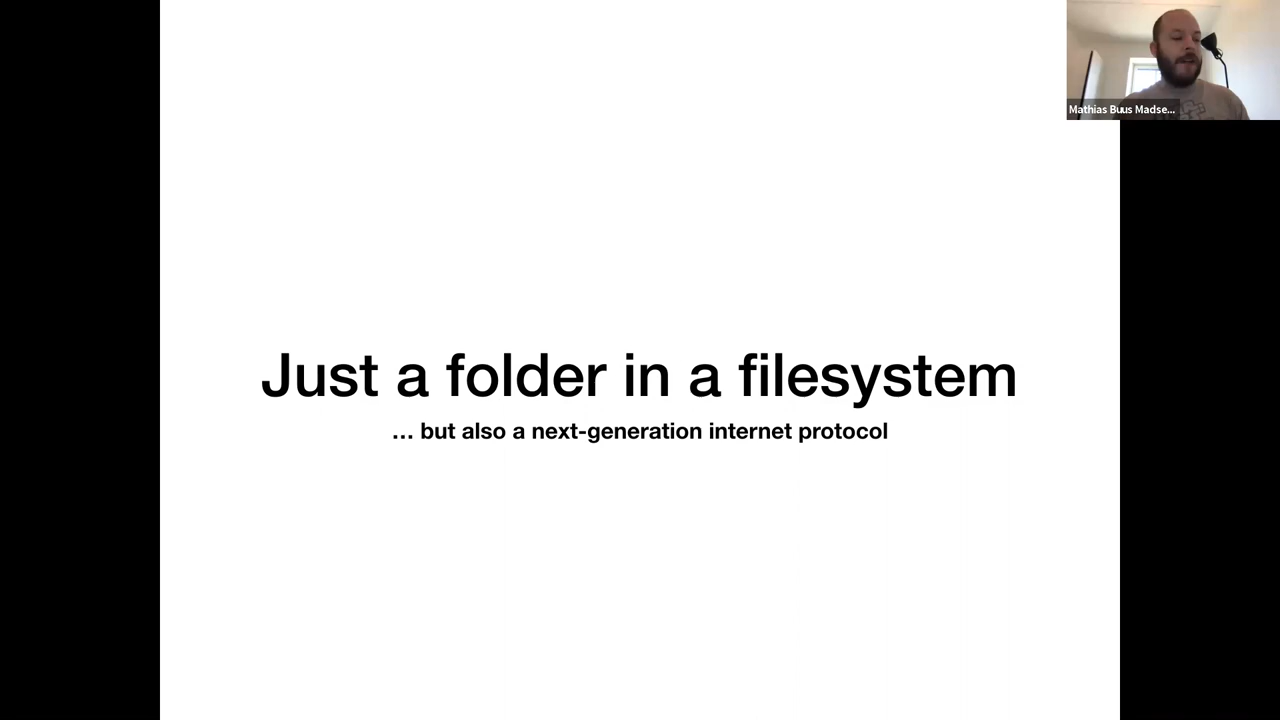 Mathias Buus Madse...
Just a folder in a filesystem
... but also a next-generation internet protocol